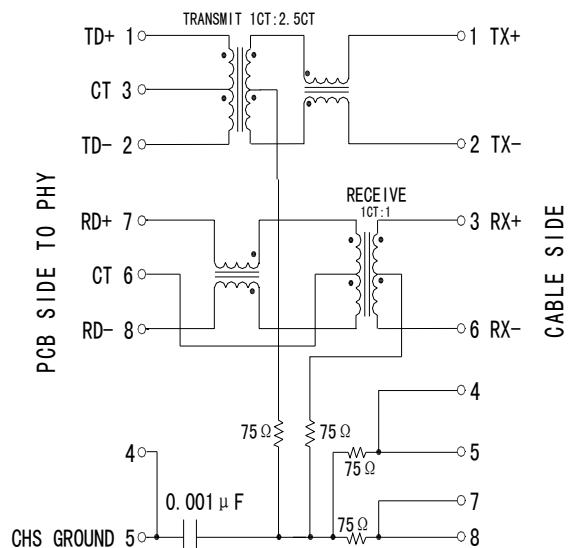 TRANSMIT 1CT:2.5CT
TD+ 1
1 TX+
CT 3
TD- 2
2 TX-
PCB SIDE TO PHY
CABLE SIDE
RECEIVE
1CT:1
RD+ 7
3 RX+
CT 6
RD- 8
6 RX-
4
75Ω
75Ω
4
5
75Ω
7
0.001μF
75Ω
CHS GROUND 5
8